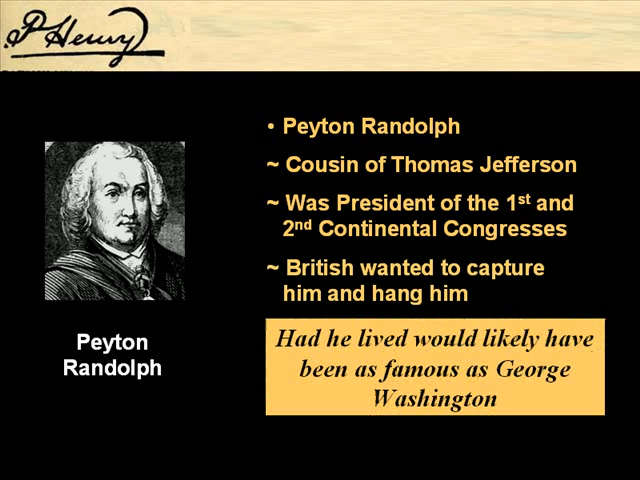 P Henry
• Peyton Randolph
~ Cousin of Thomas Jefferson
~ Was President of the 1st and
2nd Continental Congresses
~ British wanted to capture
him and hang him
Peyton
Randolph
Had he lived would likely have
been as famous as George
Washington